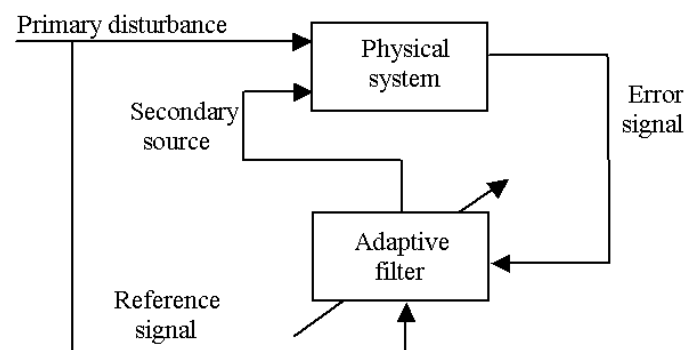 Primary disturbance
Physical
system
Secondary
source
Error
signal
Adaptive
filter
Reference
signal